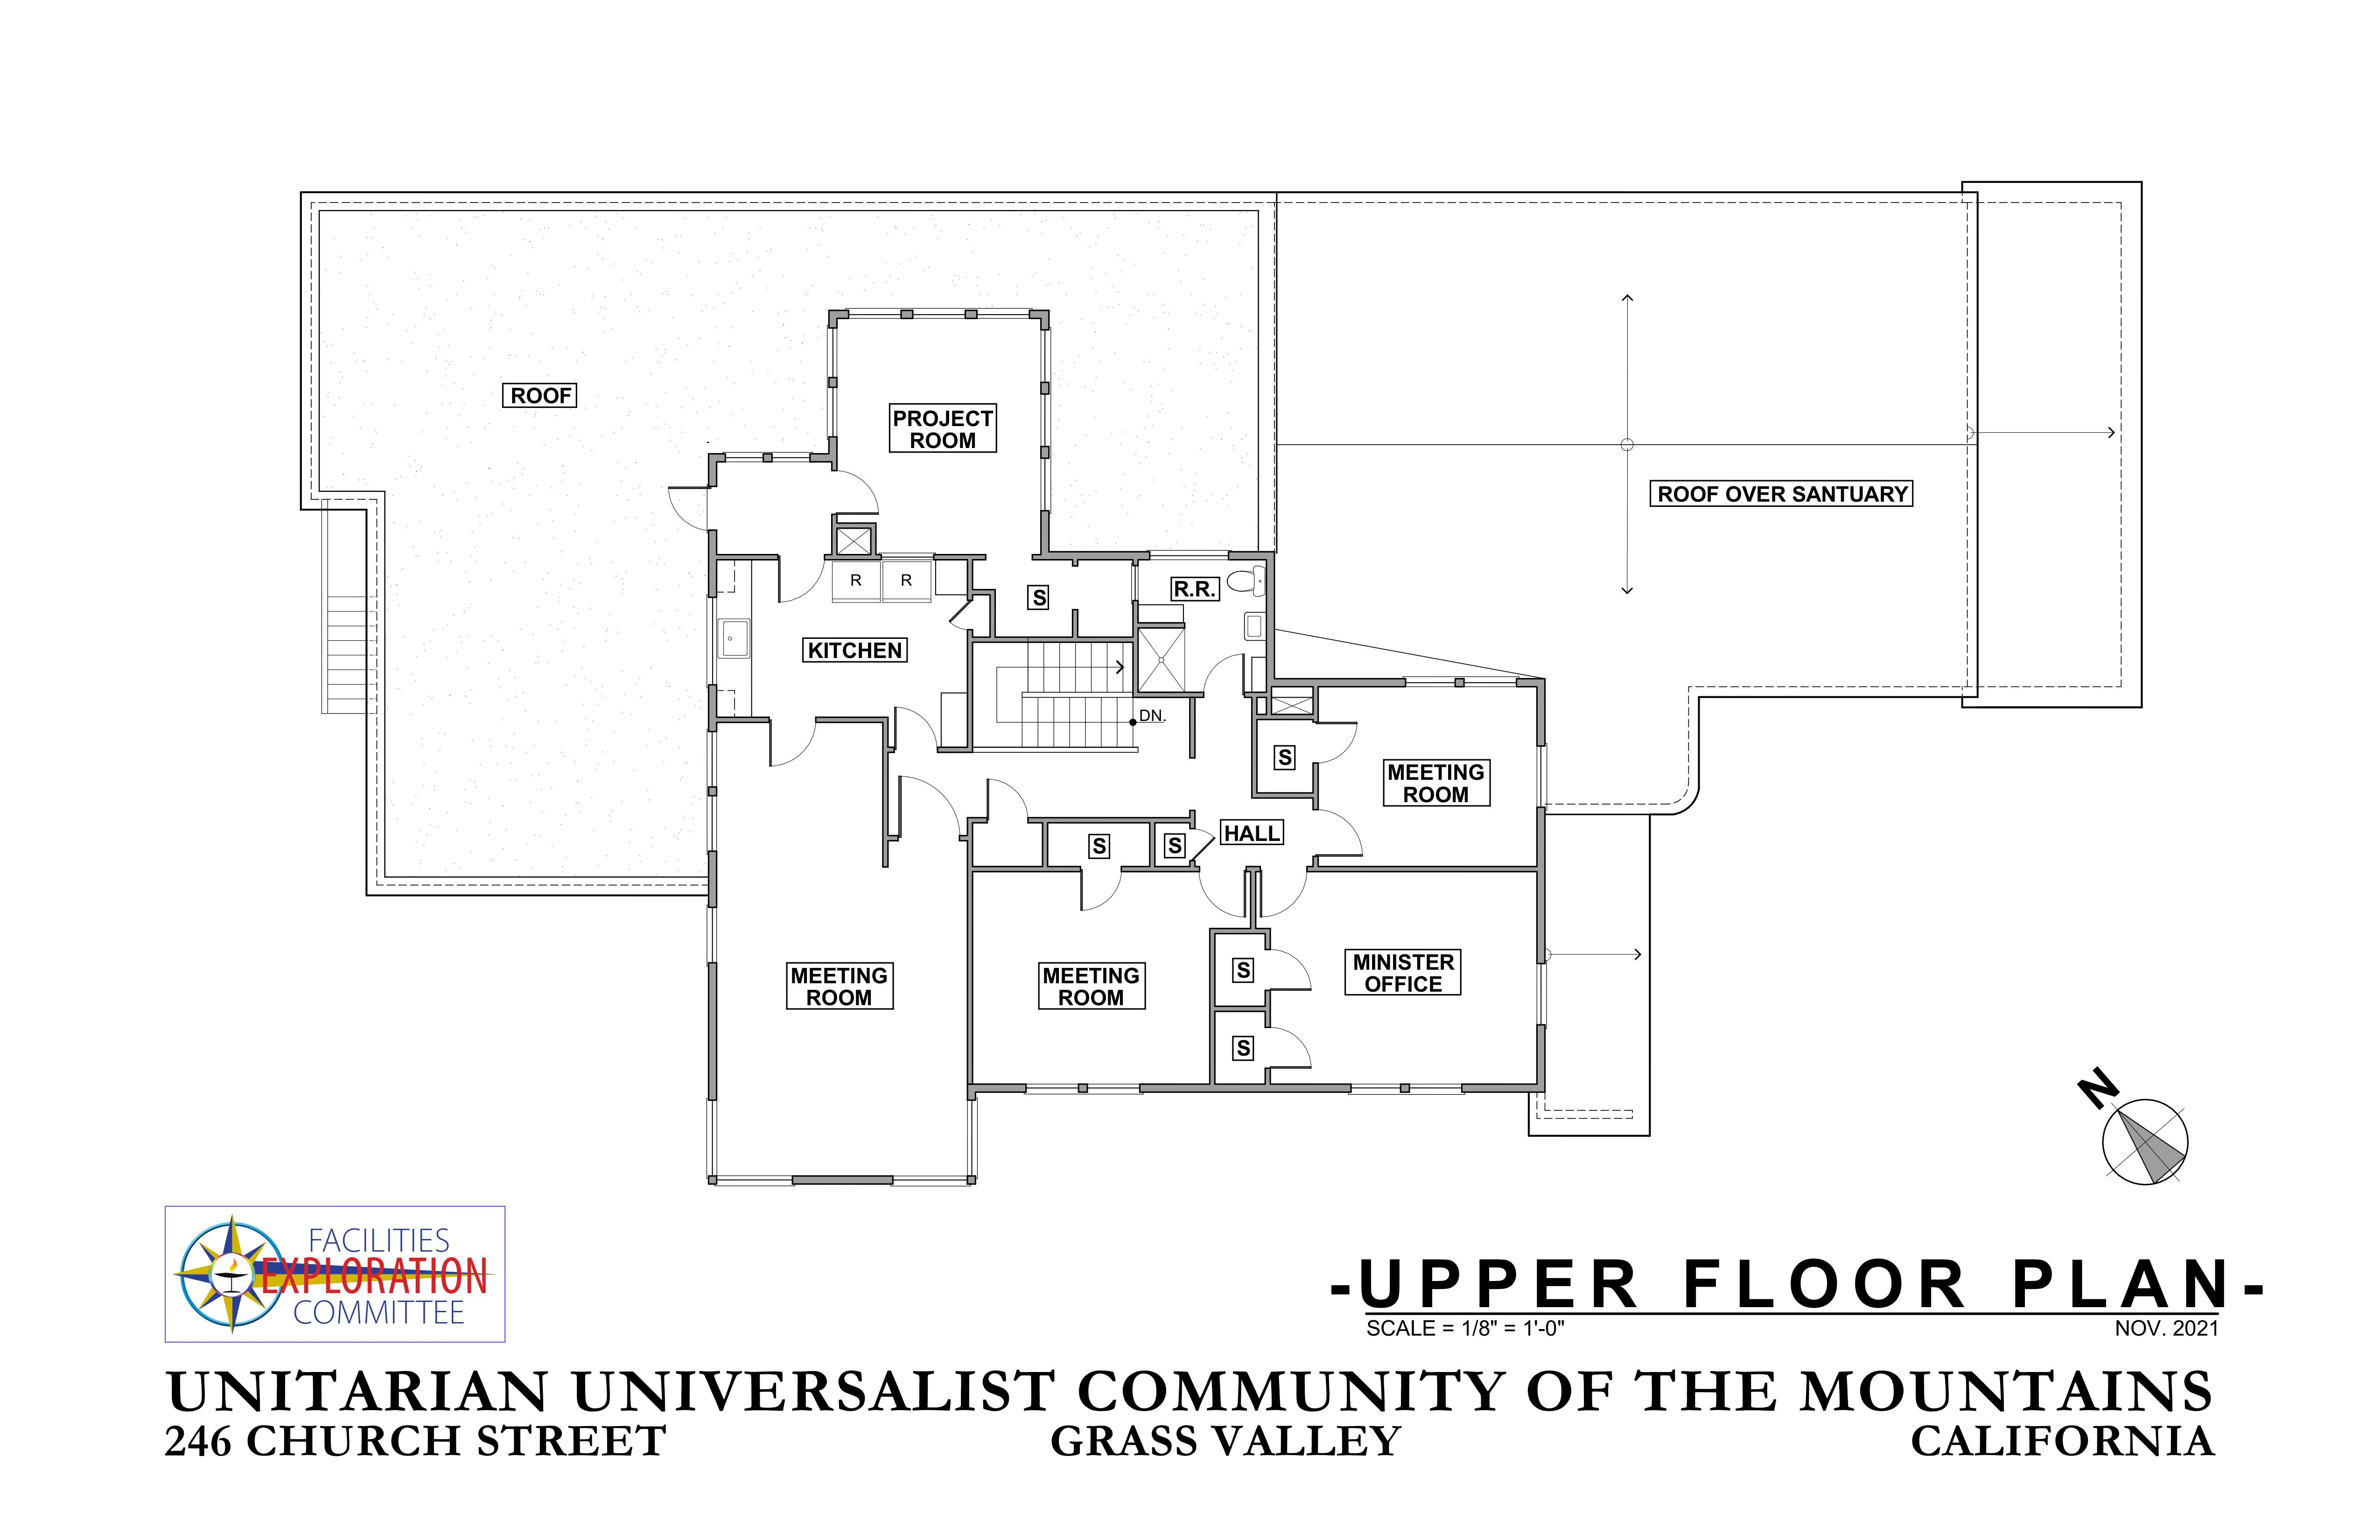 ROOF
PROJECT
ROOM
ROOF OVER SANTUARY
R
R
S
R.R.
KITCHEN
DN.
S
MEETING
ROOM
HALL
S
S
MEETING
ROOM
MEETING
ROOM
S
MINISTER
OFFICE
S
N
FACILITIES
EXPLORATION
COMMITTEE
-UPPER FLOOR PLAN-
SCALE = 1/8" = 1'-0"
NOV. 2021
UNITARIAN UNIVERSALIST COMMUNITY OF THE MOUNTAINS
246 CHURCH STREET
GRASS VALLEY
CALIFORNIA